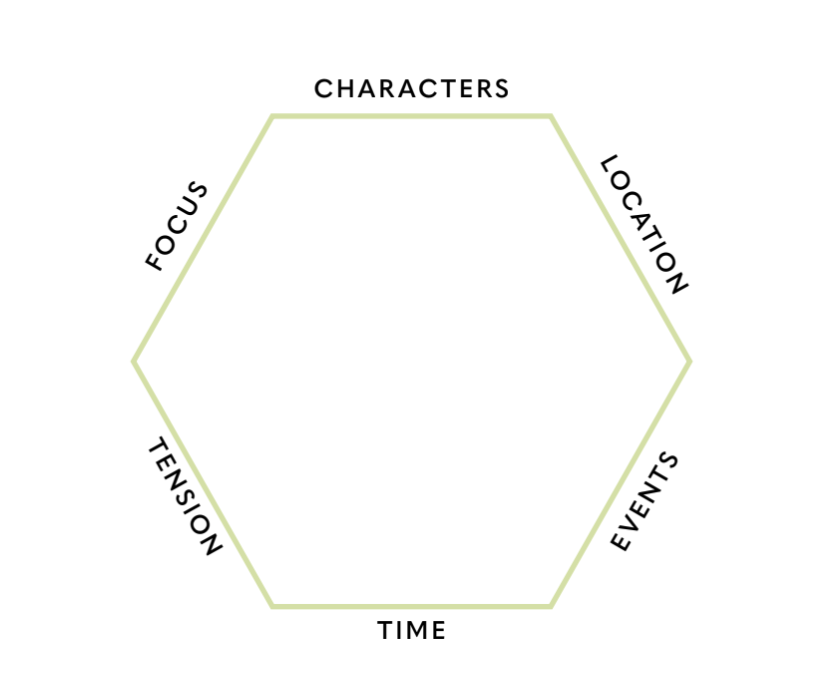 CHARACTERS
LOCATION
EVENTS
TIME
TENSION
FOCUS